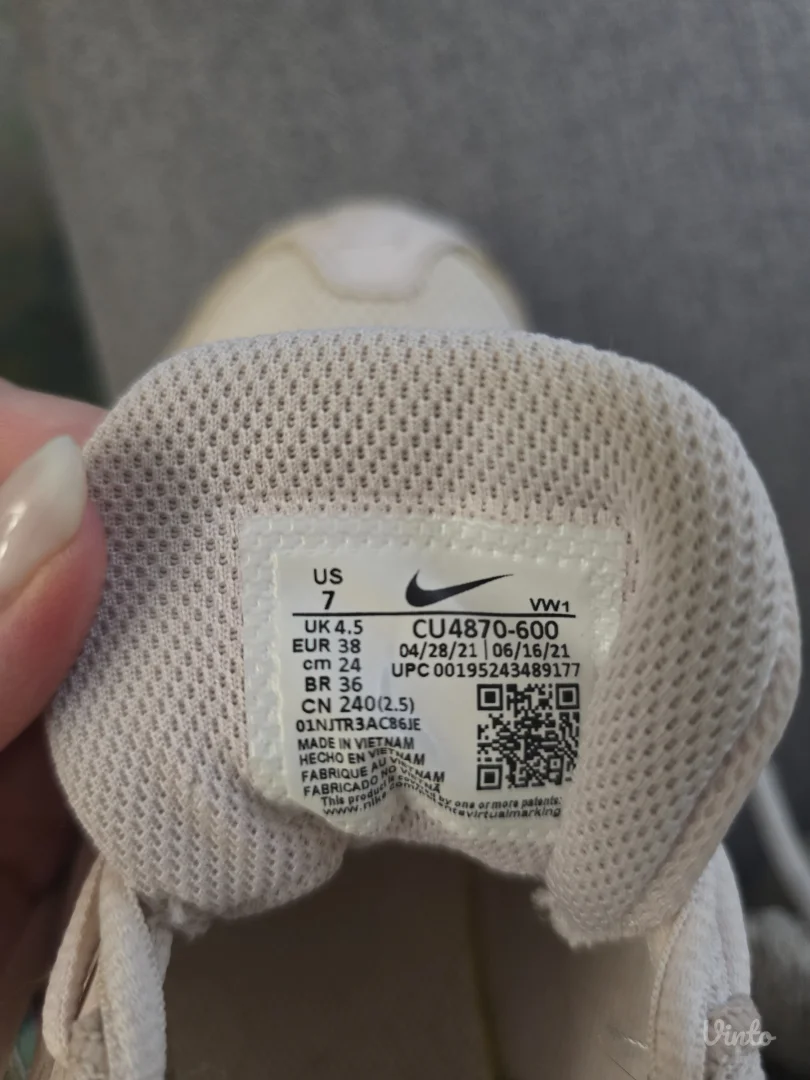 US
7
VW1
UK 4.5
EUR 38
cm 24
BR 36
CN 240(2.5)
CU4870-600
04/28/21 | 06/16/21
UPC 00195243489177
01NJTR3AC86JE
MADE IN VIETNAM
HECHO EN VIETNAM
FABRIQUE AU VIETNAM
FABRICADO NO
This product is by one or more patents:
virtualmarking
Vinto